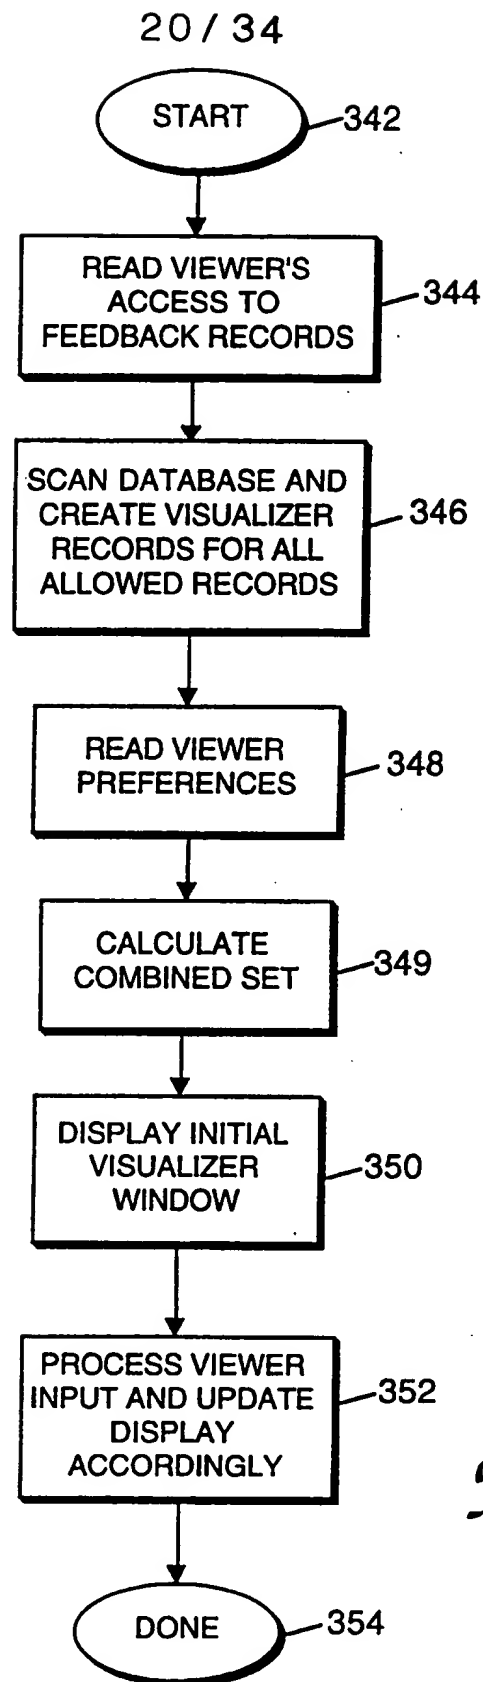 20/34
START
342
READ VIEWER'S
ACCESS TO
FEEDBACK RECORDS
344
SCAN DATABASE AND
CREATE VISUALIZER
RECORDS FOR ALL
ALLOWED RECORDS
346
READ VIEWER
PREFERENCES
348
CALCULATE
COMBINED SET
349
DISPLAY INITIAL
VISUALIZER
WINDOW
350
PROCESS VIEWER
INPUT AND UPDATE
DISPLAY
ACCORDINGLY
352
DONE
354